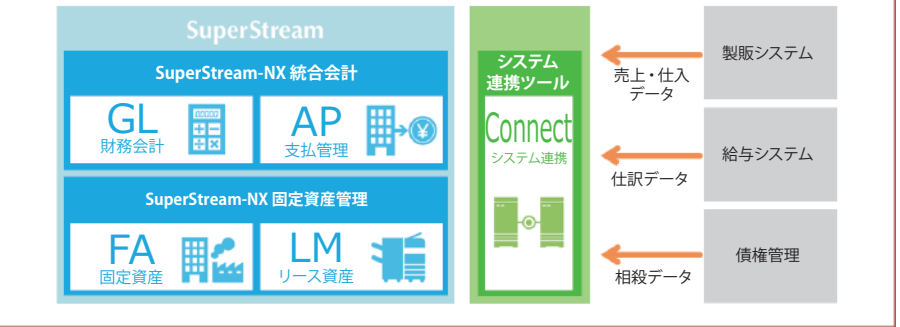 SuperStream
SuperStream-NX 統合会計
GL
財務会計
AP
支払管理
¥
SuperStream-NX 固定資産管理
FA
固定資産
LM
リース資産
システム
連携ツール
Connect
システム連携
売上・仕入
データ
仕訳データ
相殺データ
製販システム
給与システム
債権管理